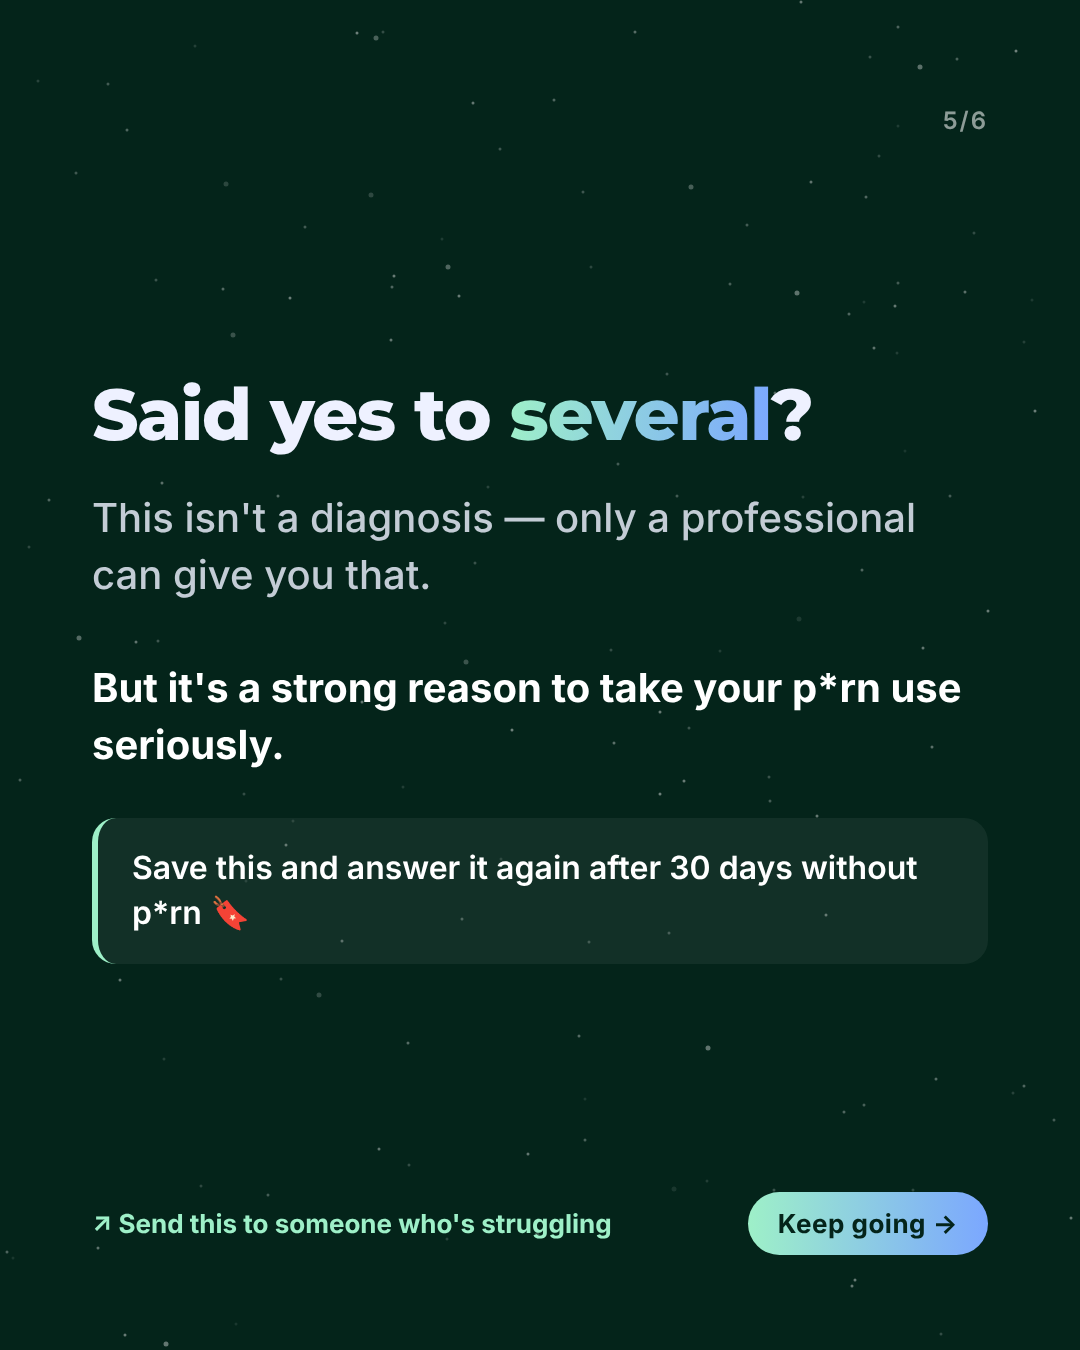 5/6
Said yes to several?
This isn't a diagnosis — only a professional
can give you that.
But it's a strong reason to take your p*rn use
seriously.
Save this and answer it again after 30 days without
p*rn 🔖
↗ Send this to someone who's struggling
Keep going →